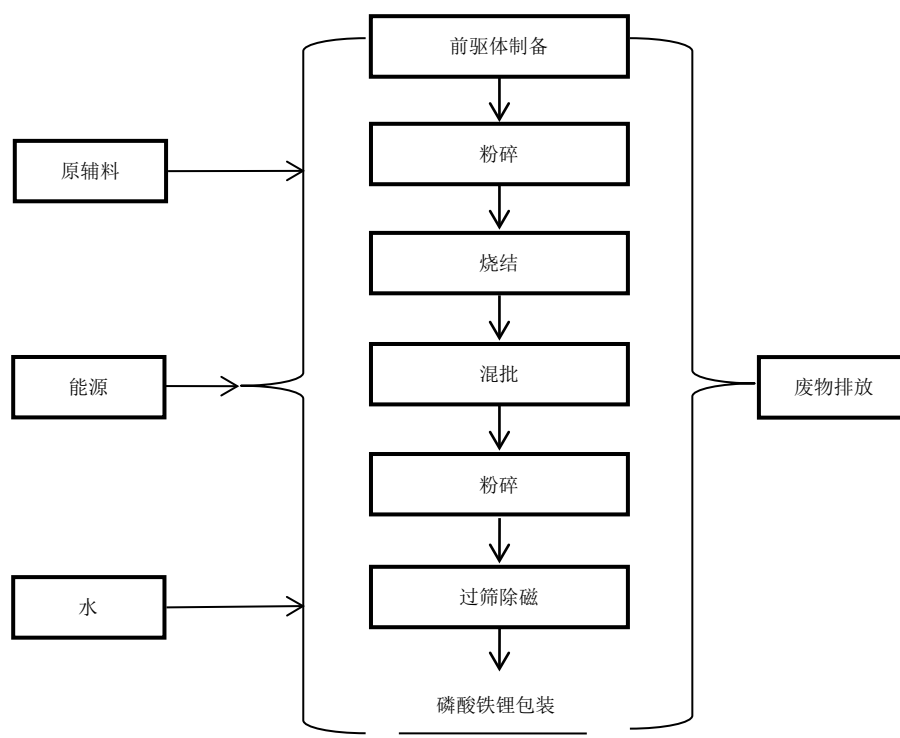 前驱体制备
粉碎
原辅料
烧结
混批
能源
废物排放
粉碎
过筛除磁
水
磷酸铁锂包装